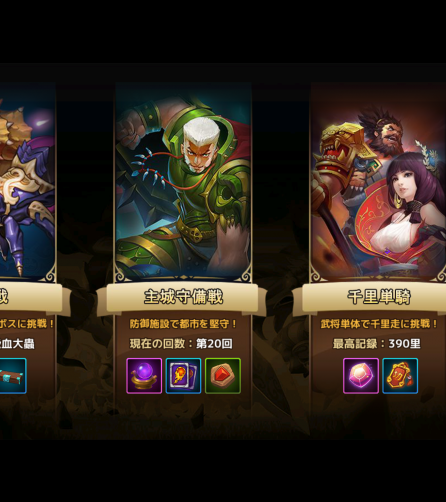 戦
ボスに挑戦！
血大蟲
主城守備戦
防御施設で都市を堅守！
現在の回数：第20回
千里単騎
武将単体で千里走に挑戦！
最高記録：390里